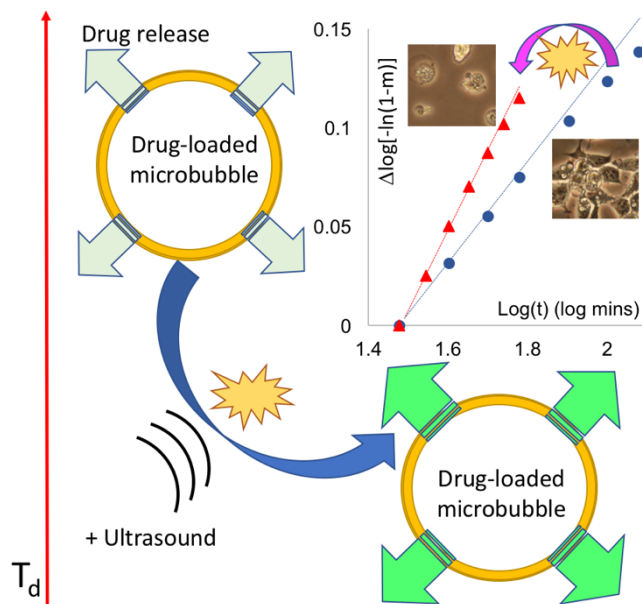 Drug release
Drug-loaded
microbubble
+ Ultrasound
T_d
Δlog[-ln(1-m)]
0.15
0.1
0.05
0
1.4
1.6
1.8
2
Log(t) (log mins)
Drug-loaded
microbubble